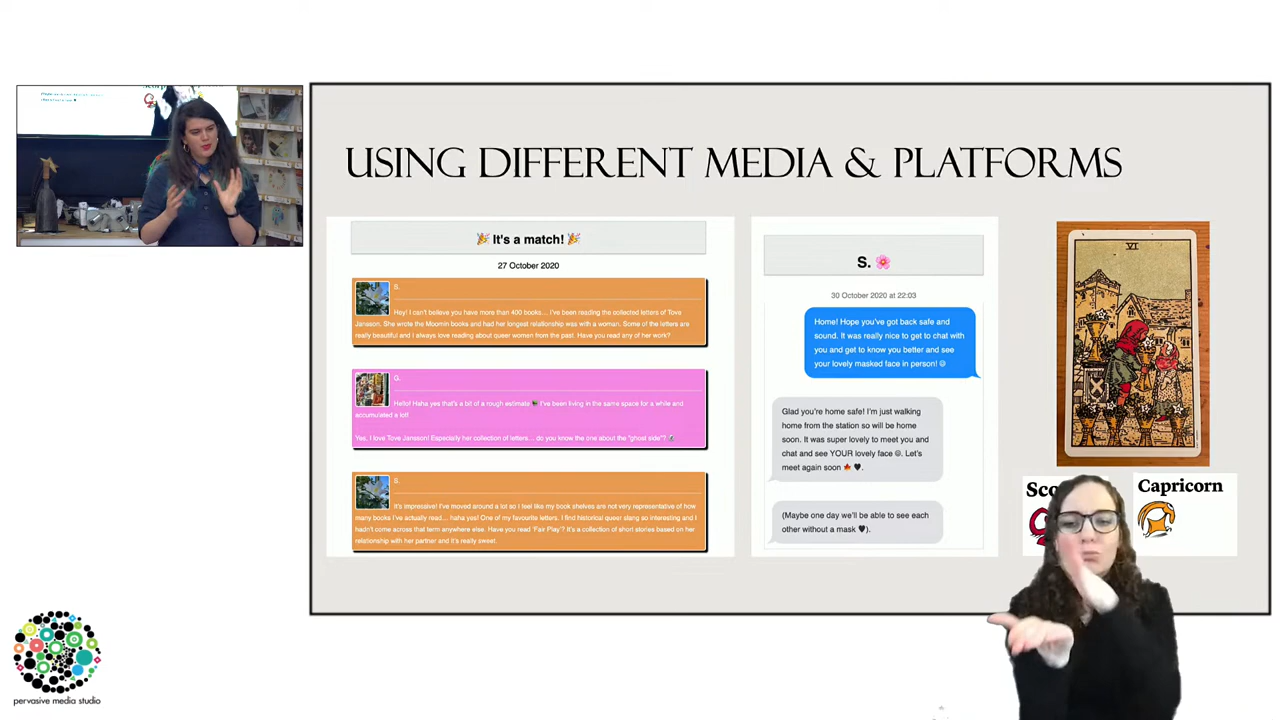 USING DIFFERENT MEDIA & PLATFORMS
🎉 It's a match! 🎉
27 October 2020
S.
Hey! I can't believe you have more than 400 books... I've been reading the collected letters of Tove
Jansson. She wrote the Moomin books and had her longest relationship was with a woman. Some of the letters are
really beautiful and I always love reading about queer women from the past. Have you read any of her work?
G.
Hello! Haha yes that's a bit of a rough estimate I've been living in the same space for a while and
accumulated a lot!
Yes, I love Tove Jansson! Especially her collection of letters... do you know the one about the "ghost side"?
S.
It's impressive! I've moved around a lot so I feel like my book shelves are not very representative of how
many books I've actually read... haha yes! One of my favourite letters. I find historical queer slang so interesting and I
hadn't come across that term anywhere else. Have you read 'Fair Play'? It's a collection of short stories based on her
relationship with her partner and it's really sweet.
S. 🌸
30 October 2020 at 22:03
Home! Hope you've got back safe and
sound. It was really nice to get to chat with
you and get to know you better and see
your lovely masked face in person!
Glad you're home safe! I'm just walking
home from the station so will be home
soon. It was super lovely to meet you and
chat and see YOUR lovely face . Let's
meet again soon 🍁 🖤.
(Maybe one day we'll be able to see each
other without a mask 🖤).
VI
Sco
Capricorn
pervasive media studio